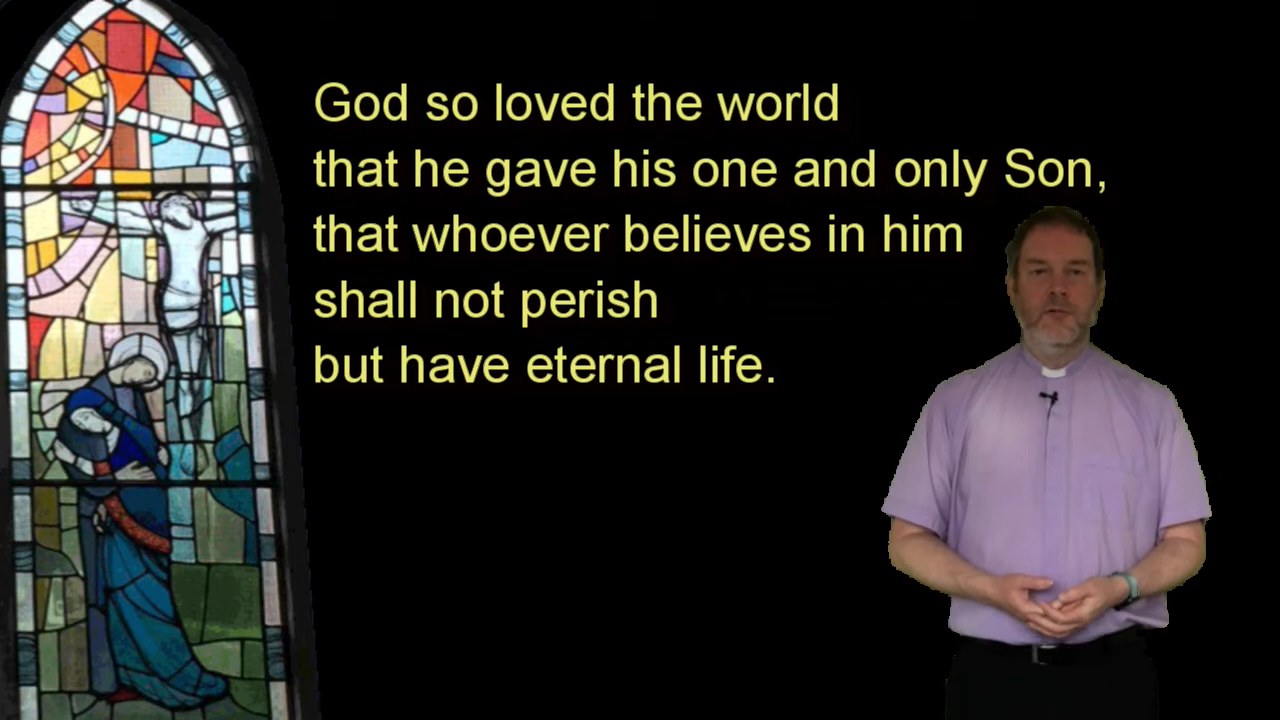 God so loved the world
that he gave his one and only Son,
that whoever believes in him
shall not perish
but have eternal life.